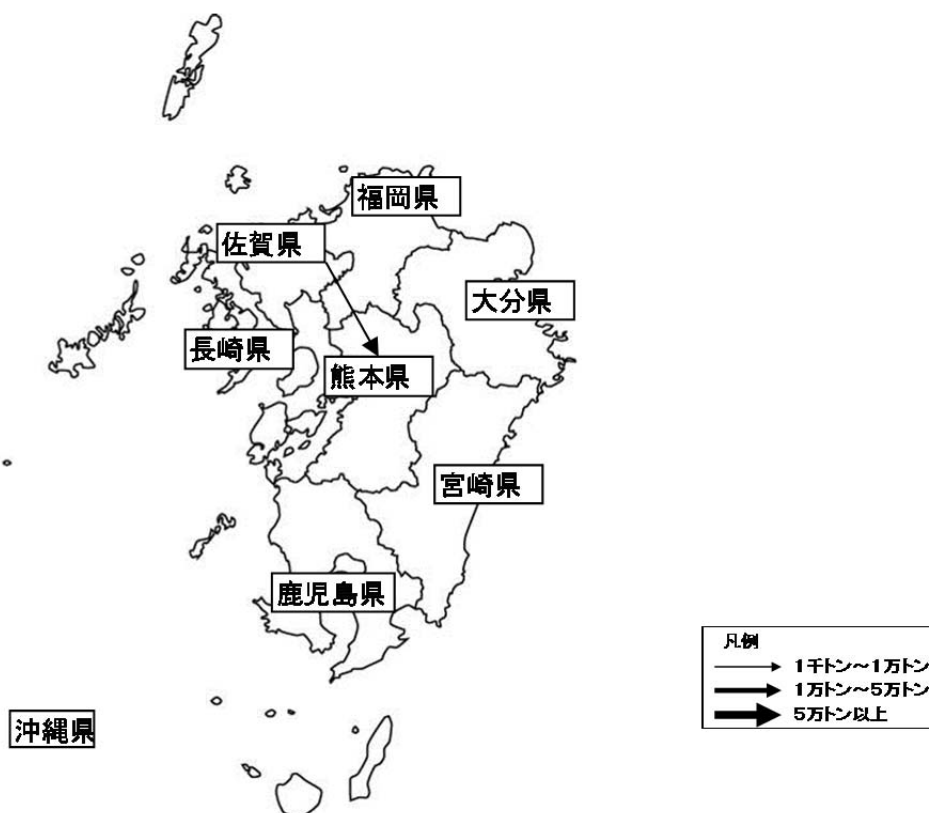 福岡県
佐賀県
大分県
長崎県
熊本県
宮崎県
鹿児島県
沖縄県
凡例
1千トン～1万トン
1万トン～5万トン
5万トン以上